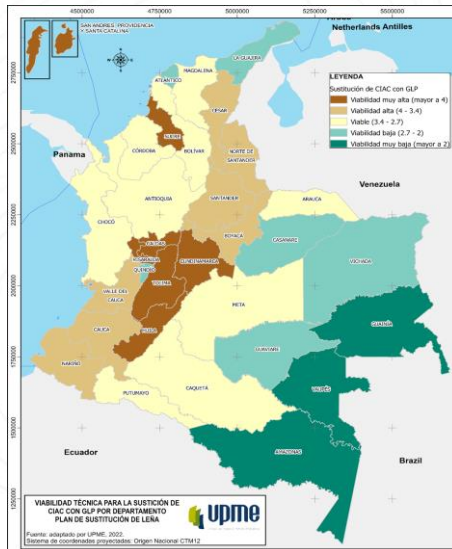 SAN ANDRES, PROVIDENCIA
Y SANTA CATALINA
Netherlands Antilles
4500000
4750000
5000000
5250000
5500000
LA GUAJIRA
MAGDALENA
ATLÁNTICO
CESAR
SUCRE
CÓRDOBA
BOLÍVAR
NORTE DE
SANTANDER
Panama
Venezuela
ANTIOQUIA
SANTANDER
ARAUCA
CHOCÓ
BOYACÁ
CASANARE
CALDAS
RISARALDA
QUINDÍO
CUNDINAMARCA
VICHADA
TOLIMA
VALLE DEL
CAUCA
META
GUAINÍA
CAUCA
HUILA
GUAVIARE
NARIÑO
VAUPÉS
CAQUETÁ
PUTUMAYO
AMAZONAS
Ecuador
Brazil
2750000
2500000
2250000
2000000
1750000
1500000
1250000
LEYENDA
Sustitución de CIAC con GLP
Viabilidad muy alta (mayor a 4)
Viabilidad alta (4 - 3.4)
Viable (3.4 - 2.7)
Viabilidad baja (2.7 - 2)
Viabilidad muy baja (mayor a 2)
VIABILIDAD TÉCNICA PARA LA SUSTICIÓN DE
CIAC CON GLP POR DEPARTAMENTO
PLAN DE SUSTITUCIÓN DE LEÑA
upme
Fuente: adaptado por UPME, 2022.
Sistema de coordenadas proyectadas: Origen Nacional CTM12